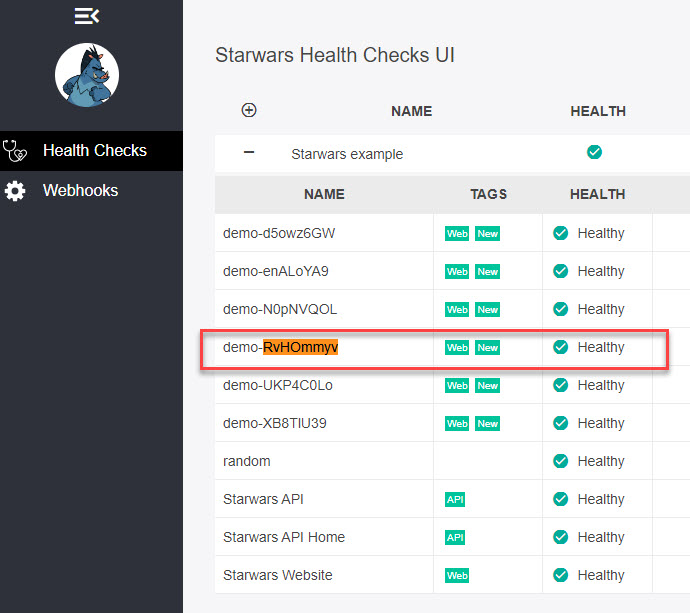 Starwars Health Checks UI
Health Checks
Webhooks
NAME HEALTH
Starwars example
NAME TAGS HEALTH
demo-d5owz6GW Web New Healthy
demo-enALoYA9 Web New Healthy
demo-N0pNVQOL Web New Healthy
demo-RvHOmmyv Web New Healthy
demo-UKP4C0Lo Web New Healthy
demo-XB8TIU39 Web New Healthy
random Healthy
Starwars API API Healthy
Starwars API Home API Healthy
Starwars Website Web Healthy